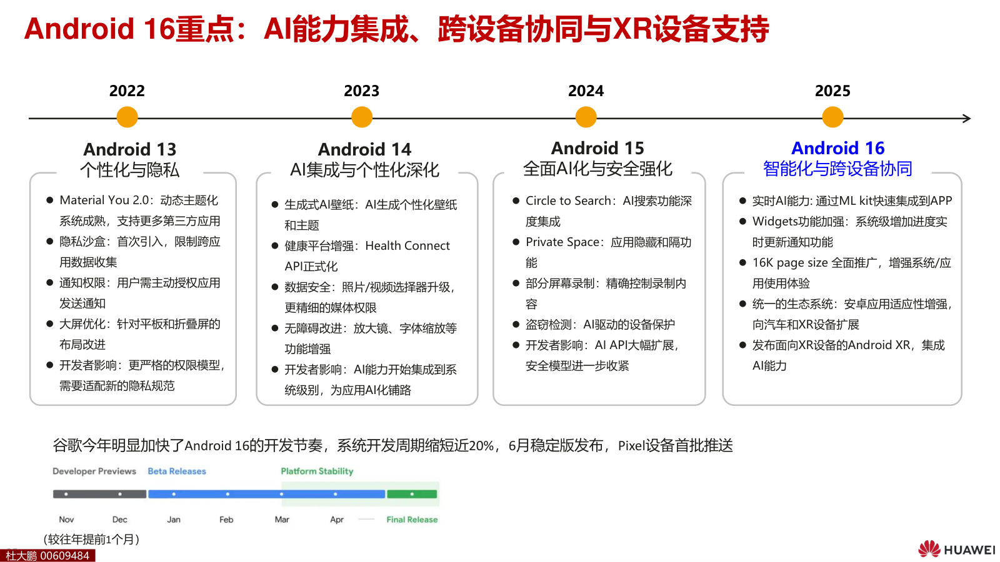 Android 16重点：AI能力集成、跨设备协同与XR设备支持
2022
2023
2024
2025
Android 13
个性化与隐私
● Material You 2.0：动态主题化
系统成熟，支持更多第三方应用
● 隐私沙盒：首次引入，限制跨应
用数据收集
● 通知权限：用户需主动授权应用
发送通知
● 大屏优化：针对平板和折叠屏的
布局改进
● 开发者影响：更严格的权限模型，
需要适配新的隐私规范
Android 14
AI集成与个性化深化
● 生成式AI壁纸：AI生成个性化壁纸
和主题
● 健康平台增强：Health Connect
API正式化
● 数据安全：照片/视频选择器升级，
更精细的媒体权限
● 无障碍改进：放大镜、字体缩放等
功能增强
● 开发者影响：AI能力开始集成到系
统级别，为应用AI化铺路
Android 15
全面AI化与安全强化
● Circle to Search：AI搜索功能深
度集成
● Private Space：应用隐藏和隔功
能
● 部分屏幕录制：精确控制录制内
容
● 盗窃检测：AI驱动的设备保护
● 开发者影响：AI API大幅扩展，
安全模型进一步收紧
Android 16
智能化与跨设备协同
● 实时AI能力: 通过ML kit快速集成到APP
● Widgets功能加强：系统级增加进度实
时更新通知功能
● 16K page size 全面推广，增强系统/应
用使用体验
● 统一的生态系统：安卓应用适应性增强，
向汽车和XR设备扩展
● 发布面向XR设备的Android XR，集成
AI能力
谷歌今年明显加快了Android 16的开发节奏，系统开发周期缩短近20%，6月稳定版发布，Pixel设备首批推送
Developer Previews
Beta Releases
Platform Stability
Nov
Dec
Jan
Feb
Mar
Apr
Final Release
（较往年提前1个月）
杜大鹏 00609484
HUAWEI